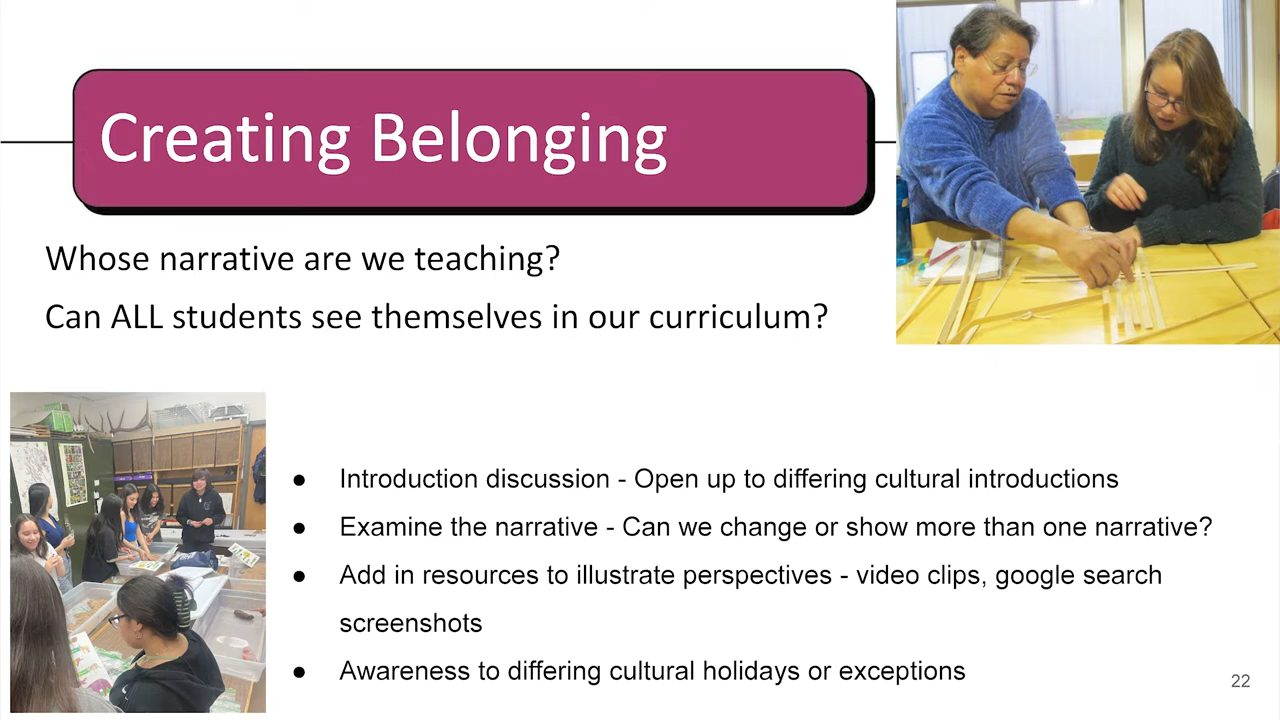 Creating Belonging
Whose narrative are we teaching?
Can ALL students see themselves in our curriculum?
● Introduction discussion - Open up to differing cultural introductions
● Examine the narrative - Can we change or show more than one narrative?
● Add in resources to illustrate perspectives - video clips, google search
screenshots
● Awareness to differing cultural holidays or exceptions
22